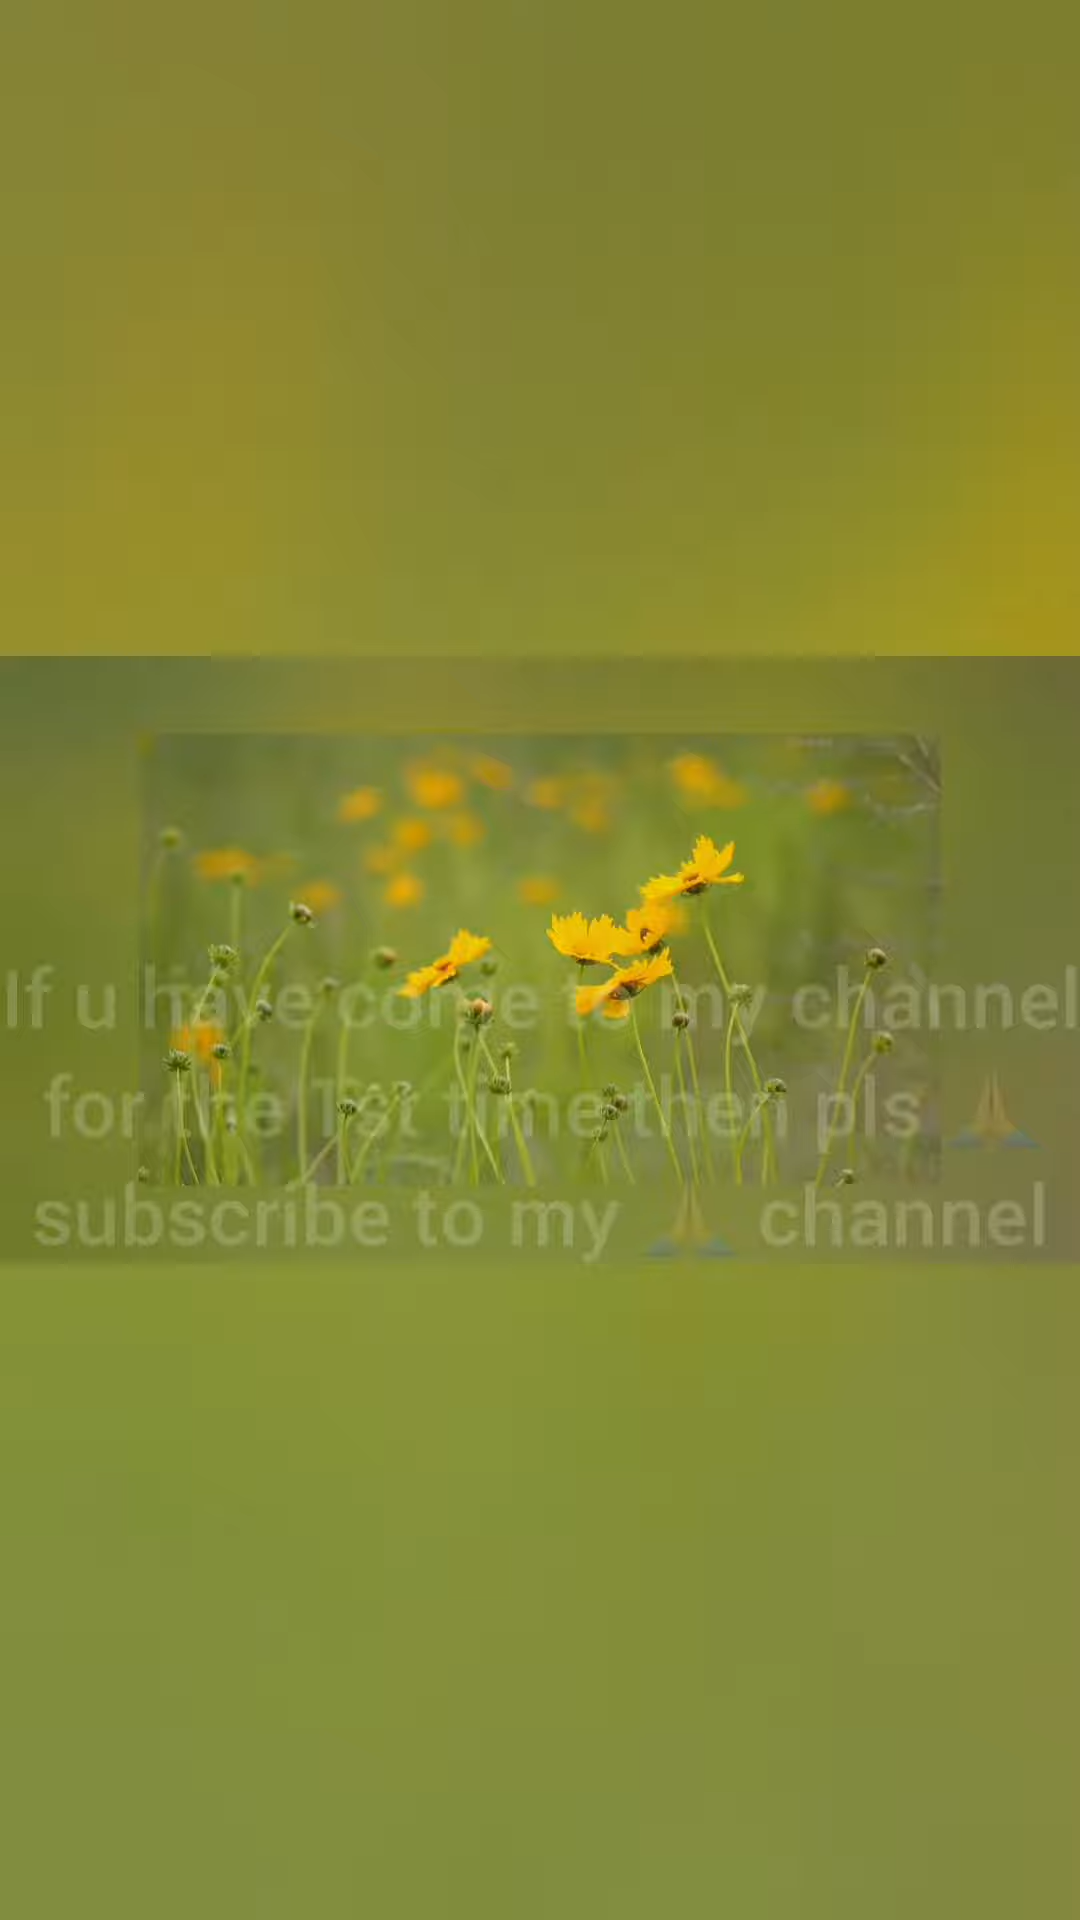 If u have come to my channel
for the 1st time then pls 🙏
subscribe to my 🙏 channel